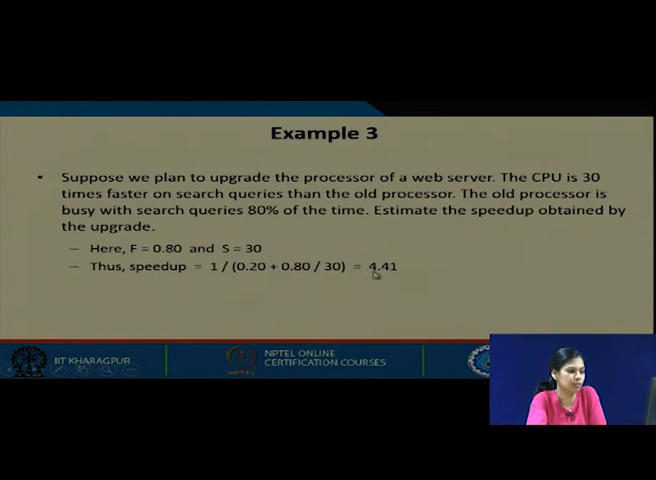 Example 3
• Suppose we plan to upgrade the processor of a web server. The CPU is 30
times faster on search queries than the old processor. The old processor is
busy with search queries 80% of the time. Estimate the speedup obtained by
the upgrade.
– Here, F = 0.80 and S = 30
– Thus, speedup = 1 / (0.20 + 0.80 / 30) = 4.41
IIT KHARAGPUR
NPTEL
NPTEL ONLINE
CERTIFICATION COURSES